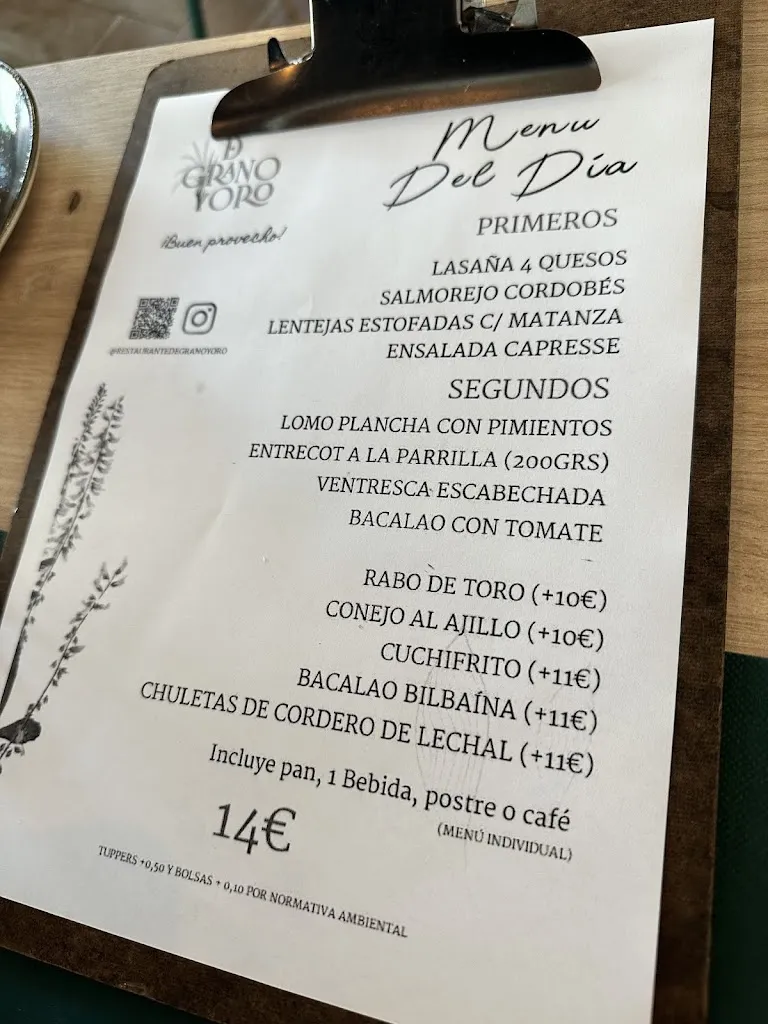 D
GRANO
YORO
¡Buen provecho!
@RESTAURANTEDEGRANOYORO
Menu
Del Día
PRIMEROS
LASAÑA 4 QUESOS
SALMOREJO CORDOBÉS
LENTEJAS ESTOFADAS C/ MATANZA
ENSALADA CAPRESSE
SEGUNDOS
LOMO PLANCHA CON PIMIENTOS
ENTRECOT A LA PARRILLA (200GRS)
VENTRESCA ESCABECHADA
BACALAO CON TOMATE
RABO DE TORO (+10€)
CONEJO AL AJILLO (+10€)
CUCHIFRITO (+11€)
BACALAO BILBAÍNA (+11€)
CHULETAS DE CORDERO DE LECHAL (+11€)
Incluye pan, 1 Bebida, postre o café
(MENÚ INDIVIDUAL)
14€
TUPPERS +0,50 Y BOLSAS + 0,10 POR NORMATIVA AMBIENTAL